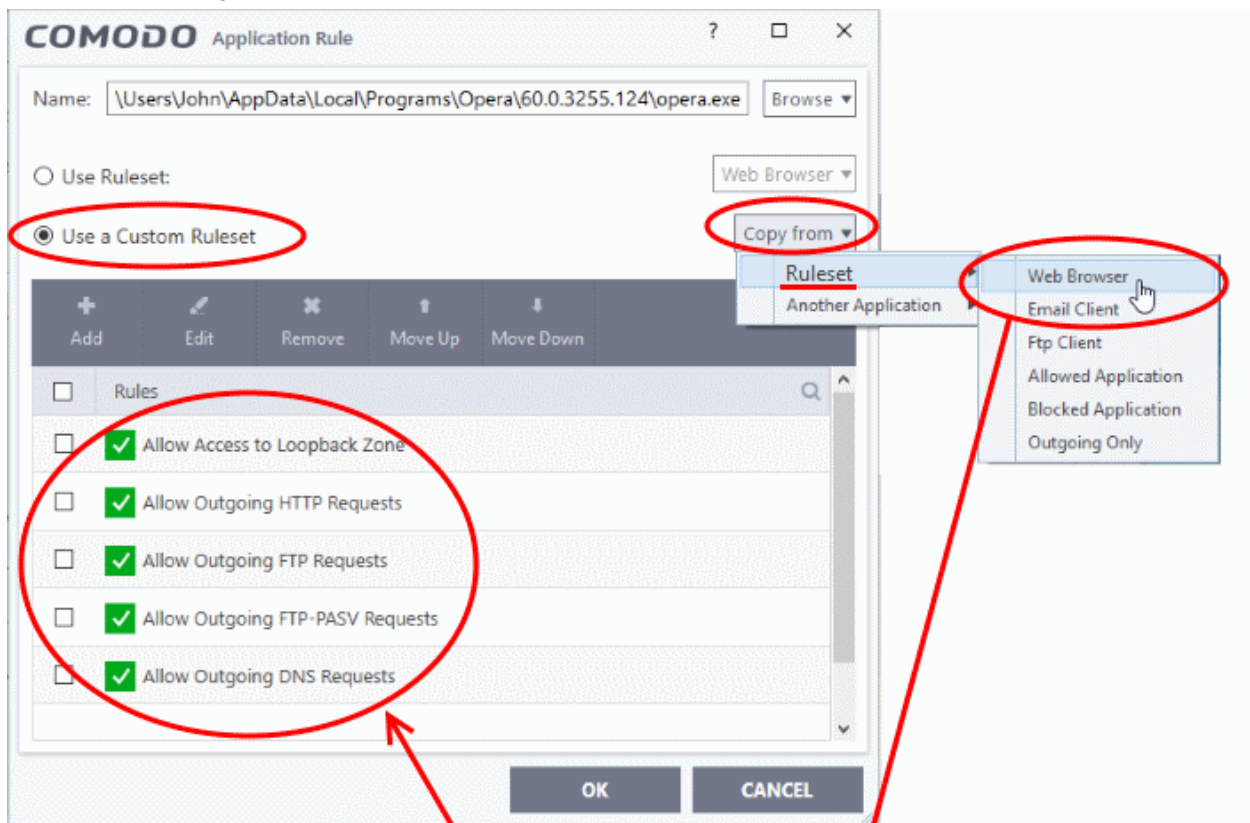 COMODO Application Rule
?
Name: \Users\John\AppData\Local\Programs\Opera\60.0.3255.124\opera.exe Browse
Use Ruleset: Web Browser
Use a Custom Ruleset Copy from
Ruleset
Another Application
Web Browser
Email Client
Ftp Client
Allowed Application
Blocked Application
Outgoing Only
Add Edit Remove Move Up Move Down
Rules
Allow Access to Loopback Zone
Allow Outgoing HTTP Requests
Allow Outgoing FTP Requests
Allow Outgoing FTP-PASV Requests
Allow Outgoing DNS Requests
OK CANCEL